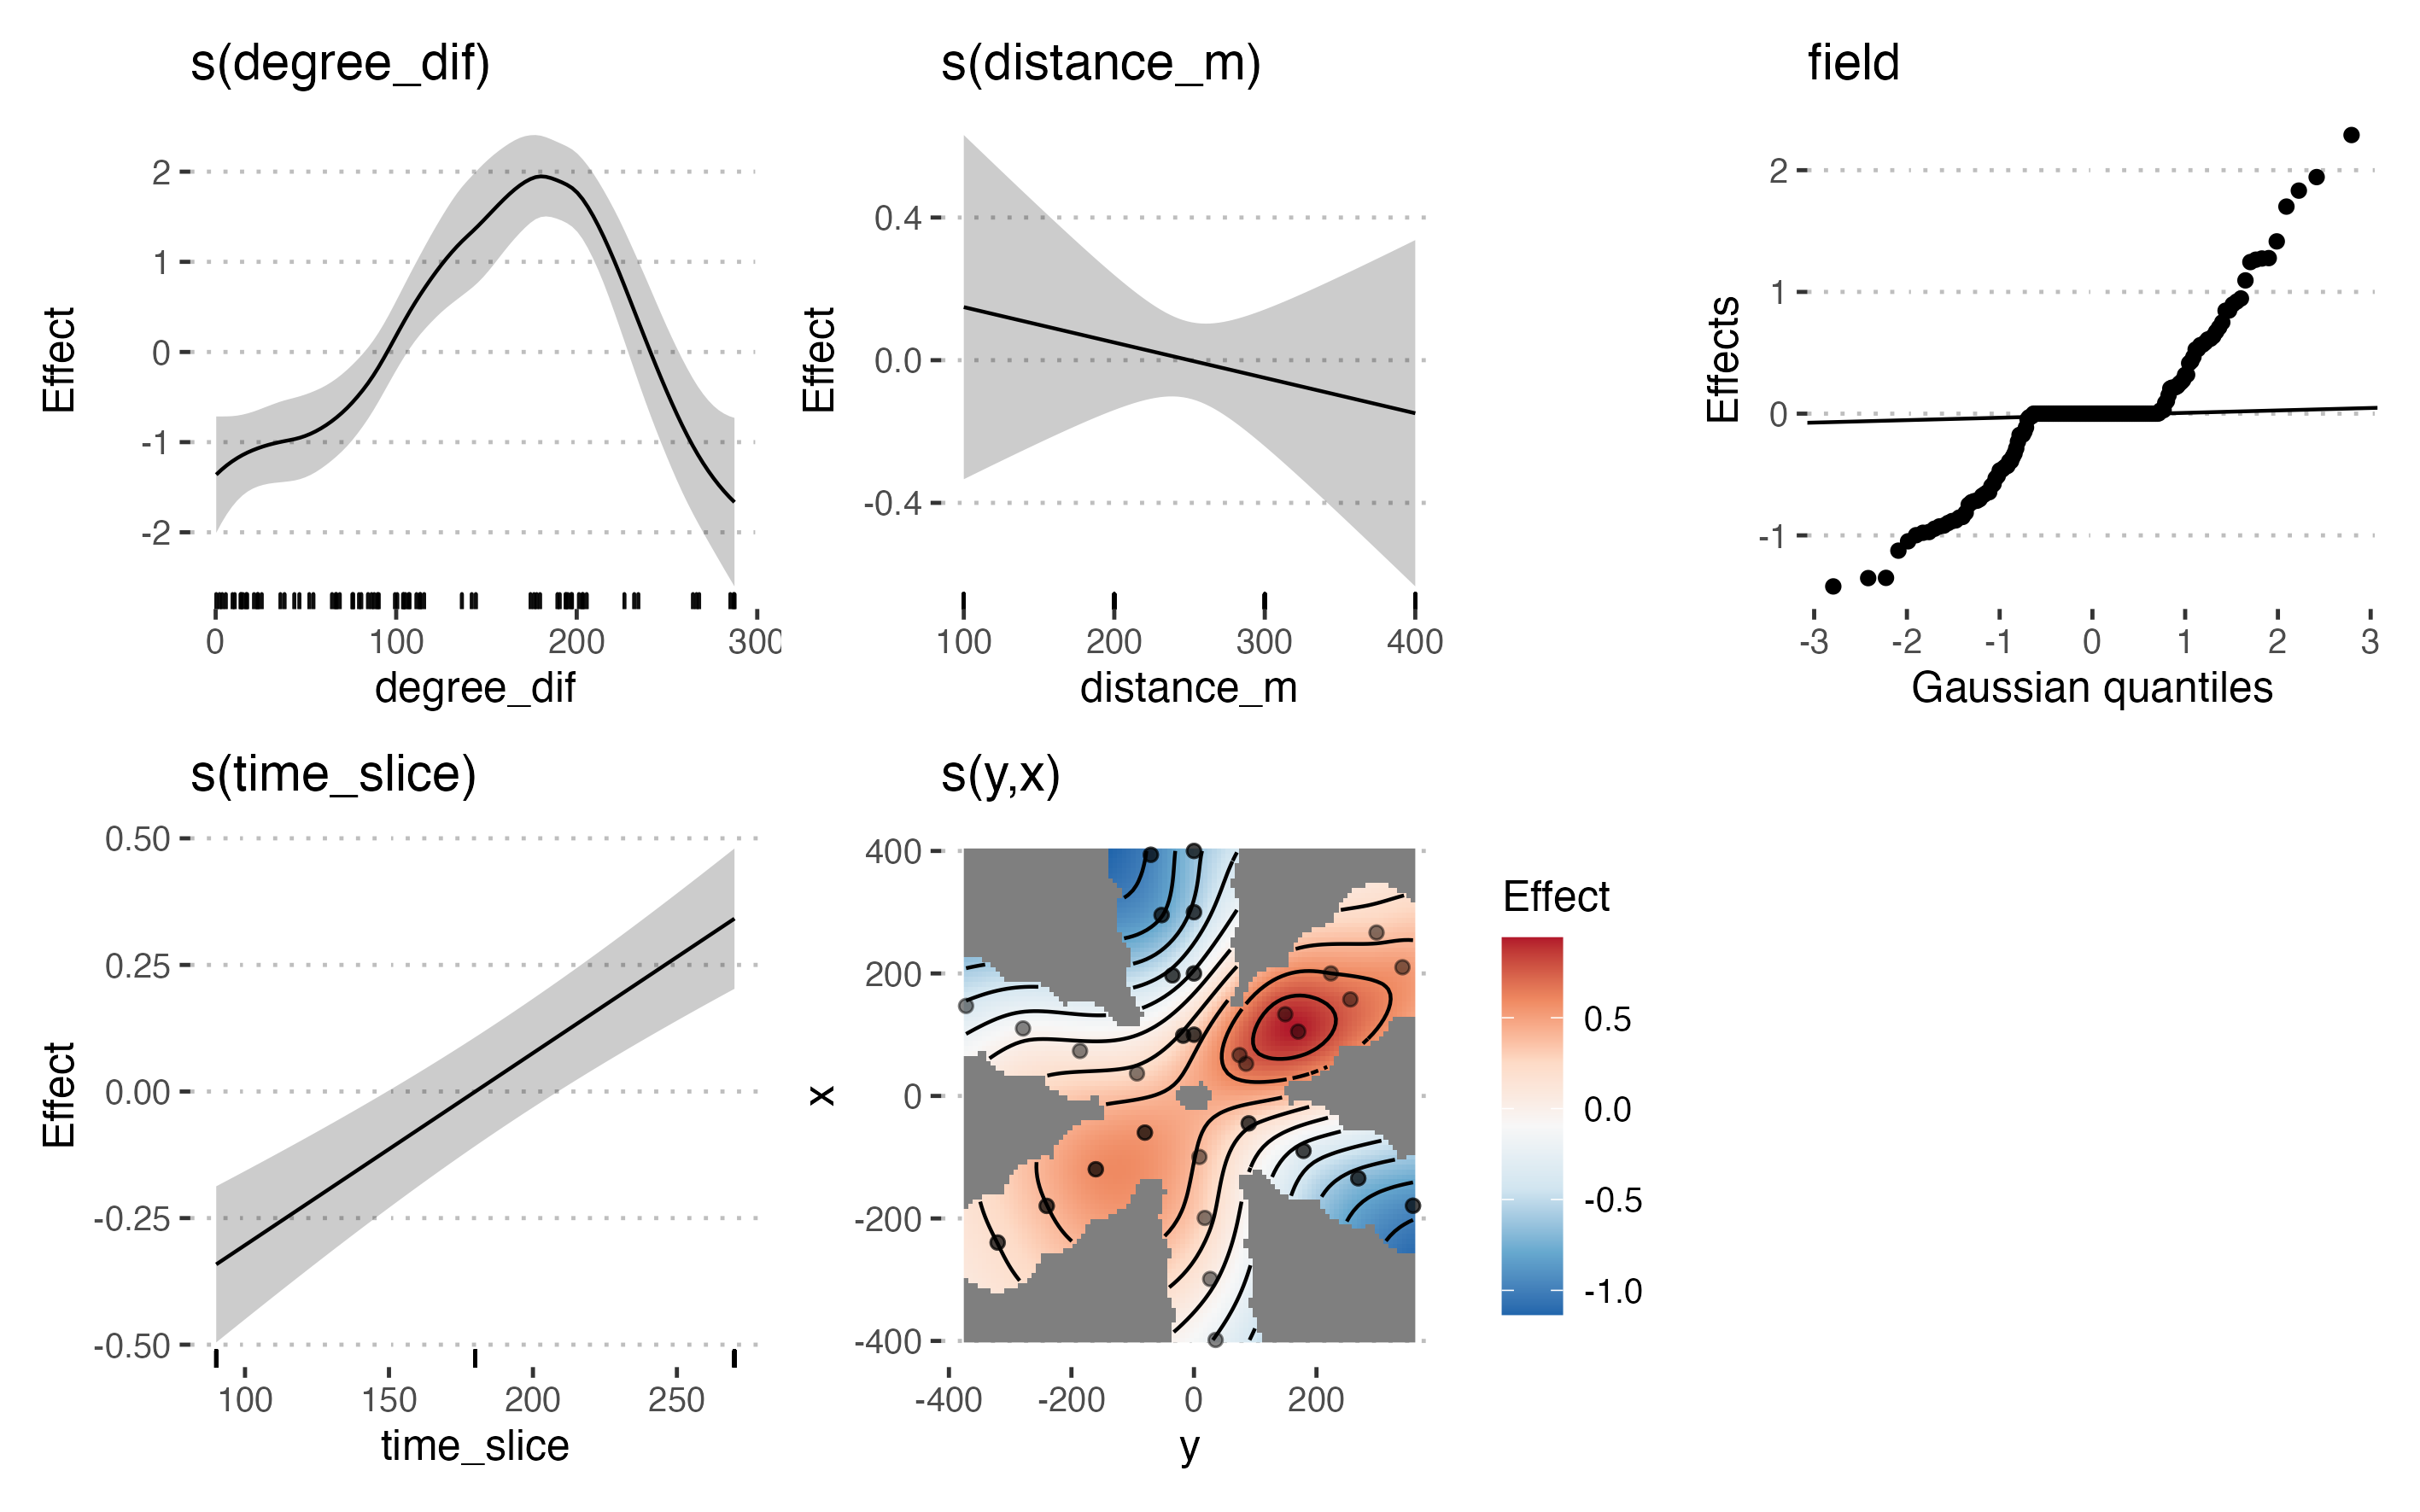 s(degree_dif)
Effect
2
1
0
-1
-2
0 100 200 300
degree_dif
s(distance_m)
Effect
0.4
0.0
-0.4
100 200 300 400
distance_m
field
Effects
2
1
0
-1
-3 -2 -1 0 1 2 3
Gaussian quantiles
s(time_slice)
Effect
0.50
0.25
0.00
-0.25
-0.50
100 150 200 250
time_slice
s(y,x)
x
400
200
0
-200
-400
-400 -200 0 200
y
Effect
0.5
0.0
-0.5
-1.0